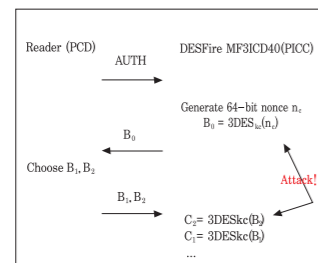 Reader (PCD) DESFire MF3ICD40(PICC)
AUTH
Generate 64-bit nonce nc
B0 = 3DESkc(nc)
B0
Choose B1, B2
Attack!
B1, B2
C2= 3DESkc(B2)
C1= 3DESkc(B1)
...